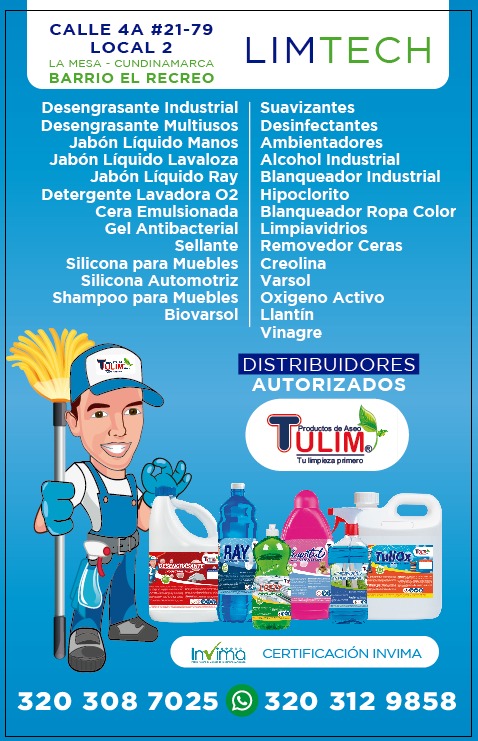 CALLE 4A #21-79
LOCAL 2
LA MESA - CUNDINAMARCA
BARRIO EL RECREO
LIMTECH
Desengrasante Industrial
Desengrasante Multiusos
Jabón Líquido Manos
Jabón Líquido Lavaloza
Jabón Líquido Ray
Detergente Lavadora O2
Cera Emulsionada
Gel Antibacterial
Sellante
Silicona para Muebles
Silicona Automotriz
Shampoo para Muebles
Biovarsol
Suavizantes
Desinfectantes
Ambientadores
Alcohol Industrial
Blanqueador Industrial
Hipoclorito
Blanqueador Ropa Color
Limpiavidrios
Removedor Ceras
Creolina
Varsol
Oxigeno Activo
Llantín
Vinagre
DISTRIBUIDORES
AUTORIZADOS
Productos de Aseo
TULIM®
Tu limpieza primero
TULIM
DESENGRASANTE
RAY
TuliOx
invima
CERTIFICACIÓN INVIMA
320 308 7025 320 312 9858